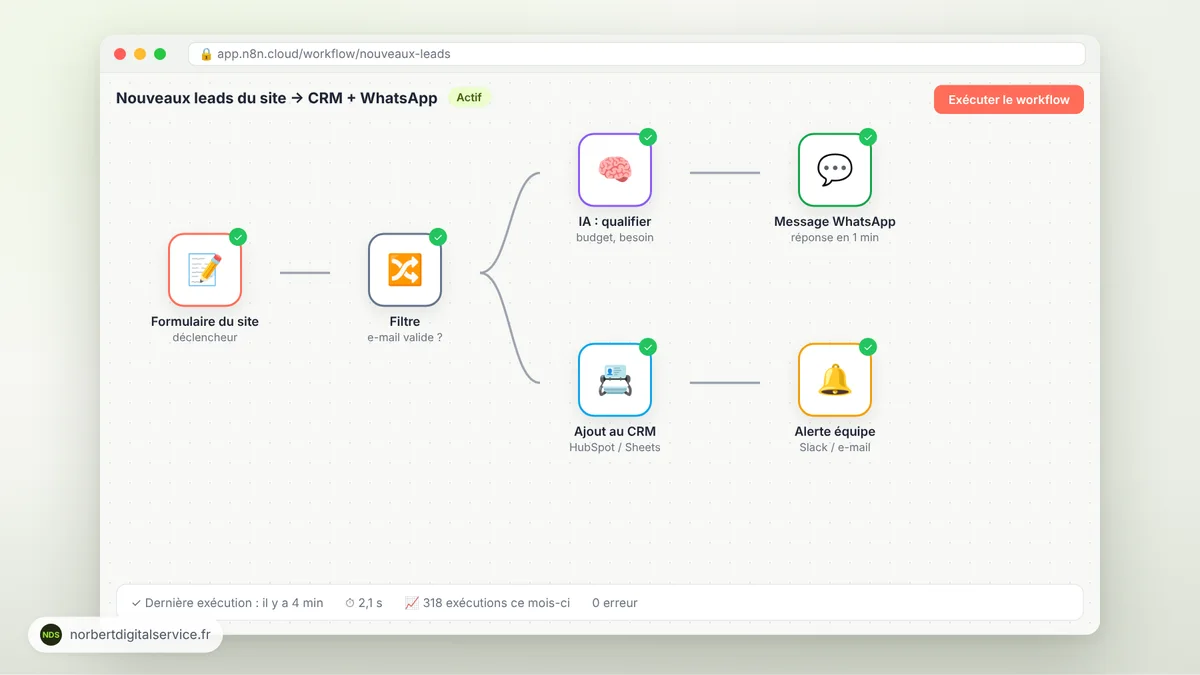 app.n8n.cloud/workflow/nouveaux-leads
Nouveaux leads du site → CRM + WhatsApp
Actif
Exécuter le workflow
IA : qualifier
budget, besoin
Message WhatsApp
réponse en 1 min
Formulaire du site
déclencheur
Filtre
e-mail valide ?
Ajout au CRM
HubSpot / Sheets
Alerte équipe
Slack / e-mail
✓ Dernière exécution : il y a 4 min
⏱ 2,1 s
📈 318 exécutions ce mois-ci
0 erreur
NDS
norbertdigitalservice.fr